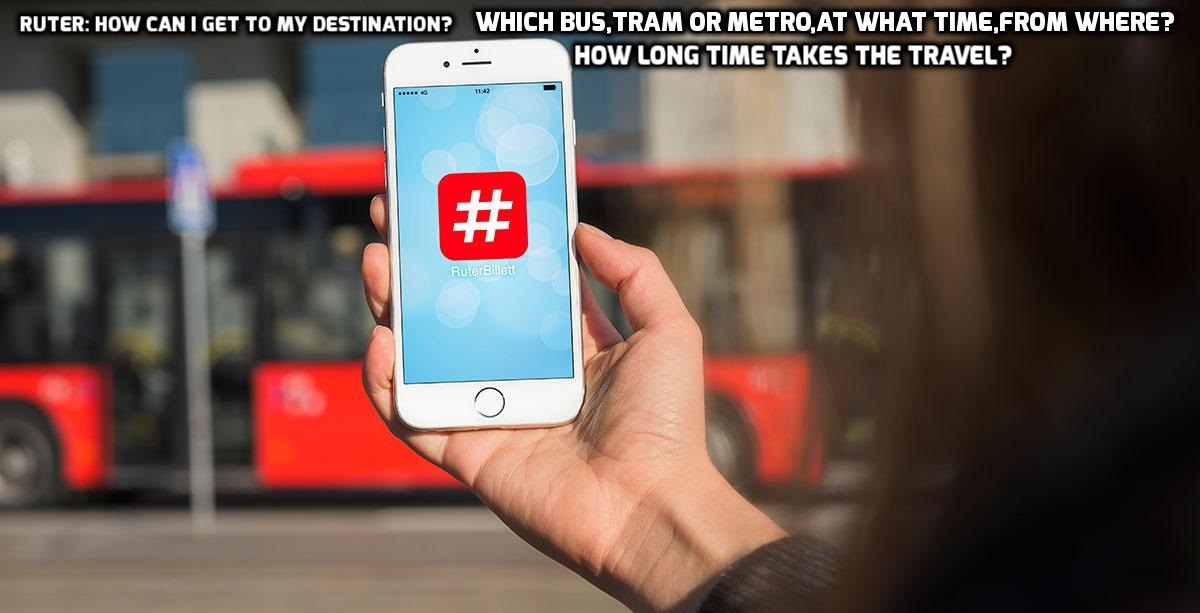 RUTER: HOW CAN I GET TO MY DESTINATION?
WHICH BUS,TRAM OR METRO,AT WHAT TIME,FROM WHERE?
HOW LONG TIME TAKES THE TRAVEL?
4G 11:42
#
RuterBillett